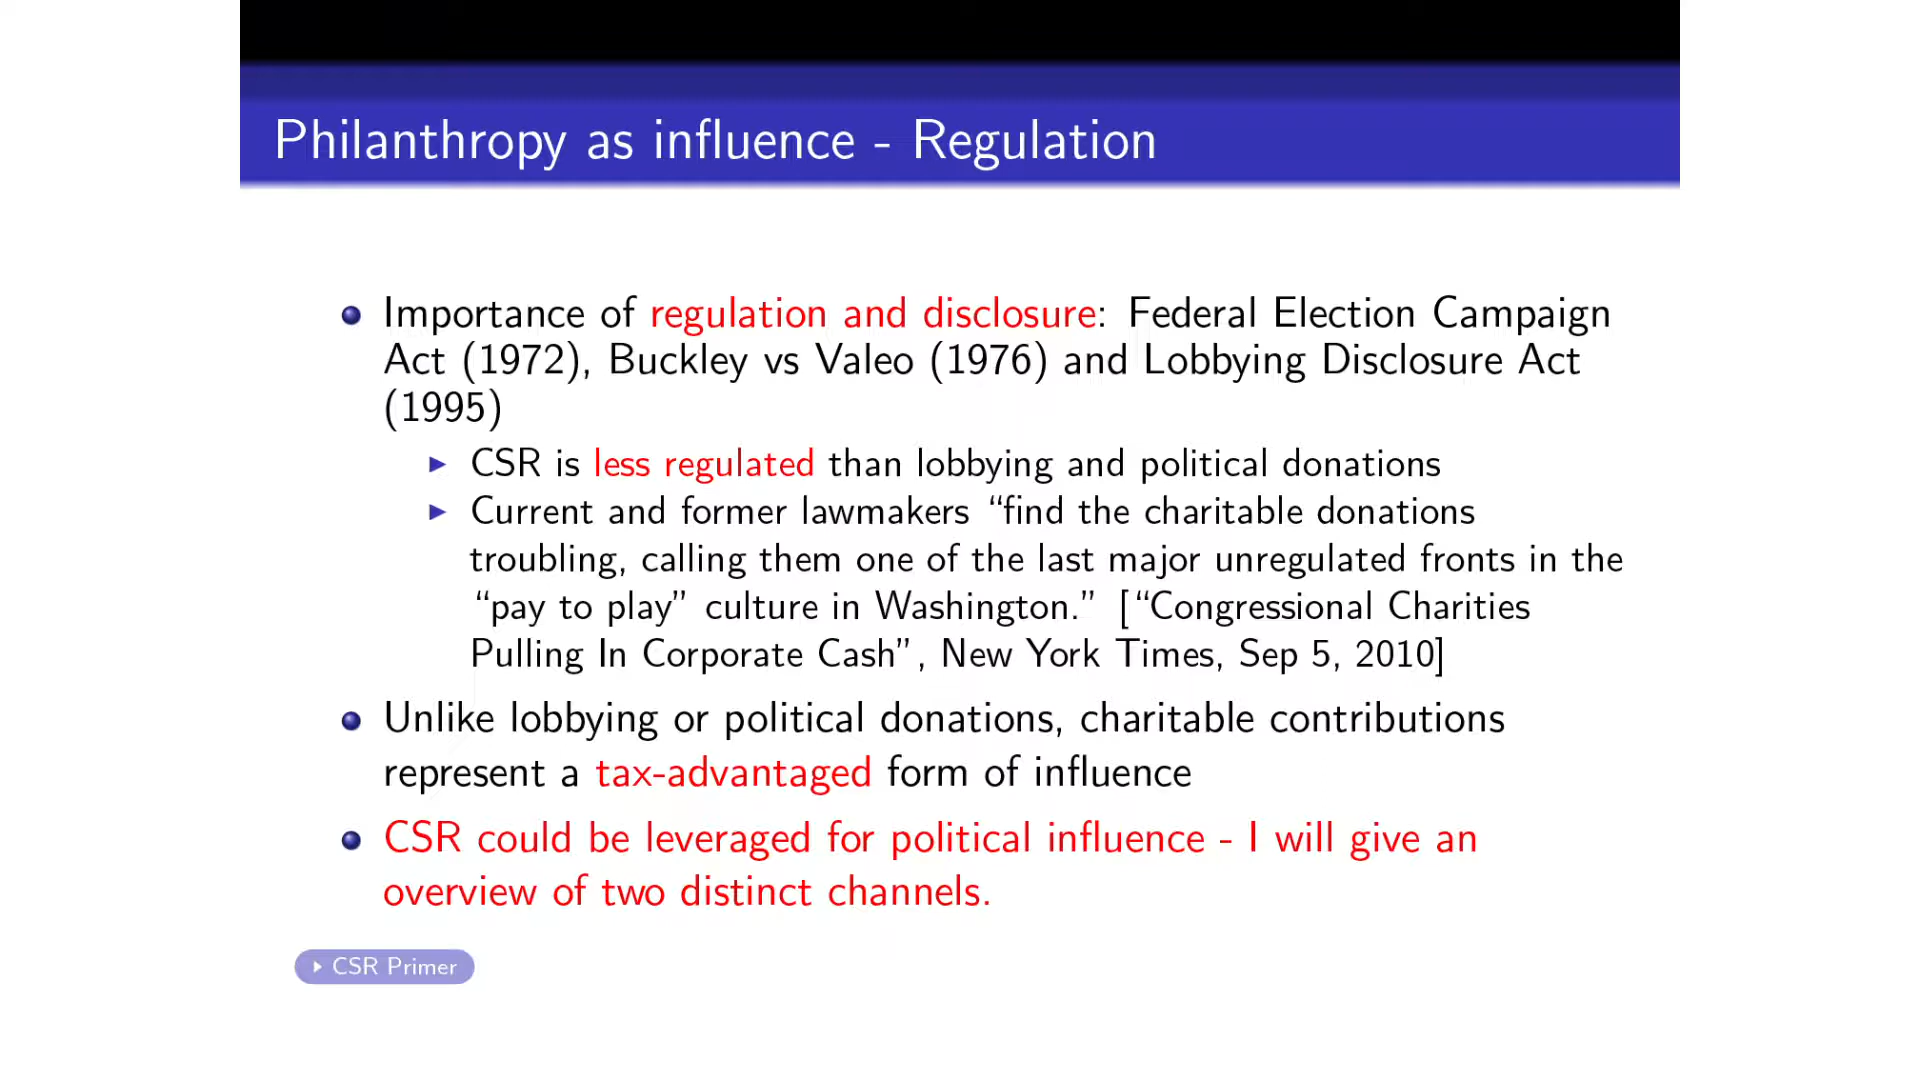 Philanthropy as influence - Regulation
Importance of regulation and disclosure: Federal Election Campaign
Act (1972), Buckley vs Valeo (1976) and Lobbying Disclosure Act
(1995)
CSR is less regulated than lobbying and political donations
Current and former lawmakers “find the charitable donations
troubling, calling them one of the last major unregulated fronts in the
“pay to play” culture in Washington.” [“Congressional Charities
Pulling In Corporate Cash”, New York Times, Sep 5, 2010]
Unlike lobbying or political donations, charitable contributions
represent a tax-advantaged form of influence
CSR could be leveraged for political influence - I will give an
overview of two distinct channels.
CSR Primer